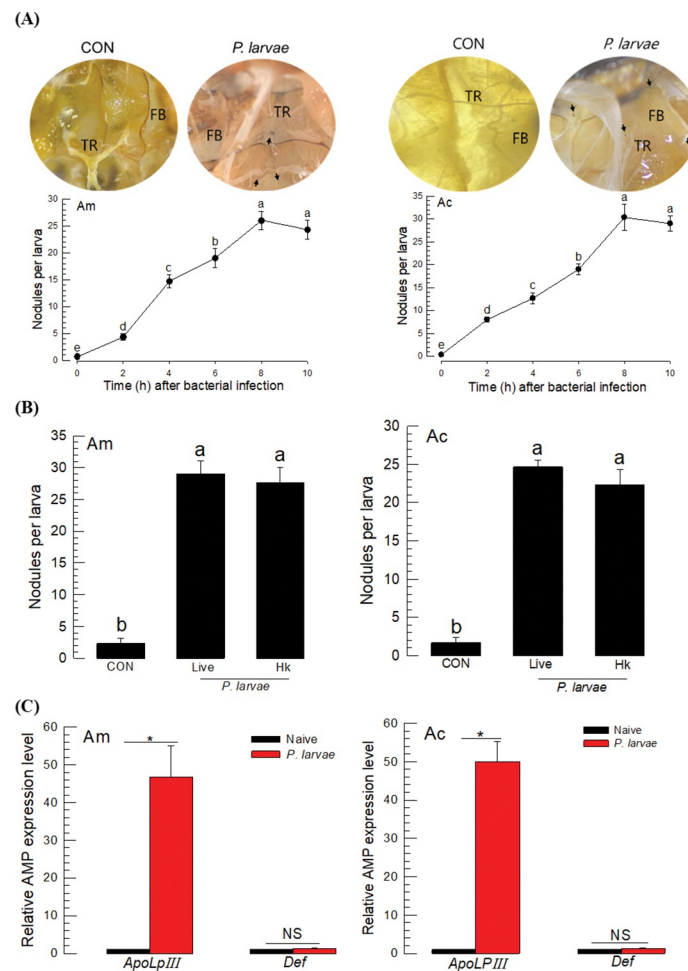 (A)
CON P. larvae CON P. larvae
TR FB FB TR TR FB FB TR
Am
Nodules per larva
30
25
20
15
10
5
0
e d c b a a
0 2 4 6 8 10
Time (h) after bacterial infection
Ac
Nodules per larva
35
30
25
20
15
10
5
0
e d c b a a
0 2 4 6 8 10
Time (h) after bacterial infection
(B)
Am
Nodules per larva
35
30
25
20
15
10
5
0
b a a
CON Live Hk
P. larvae
Ac
Nodules per larva
30
25
20
15
10
5
0
b a a
CON Live Hk
P. larvae
(C)
Am
Relative AMP expression level
60
50
40
30
20
10
0
* NS
Naive
P. larvae
ApoLpIII Def
Ac
Relative AMP expression level
60
50
40
30
20
10
0
* NS
Naive
P. larvae
ApoLPIII Def